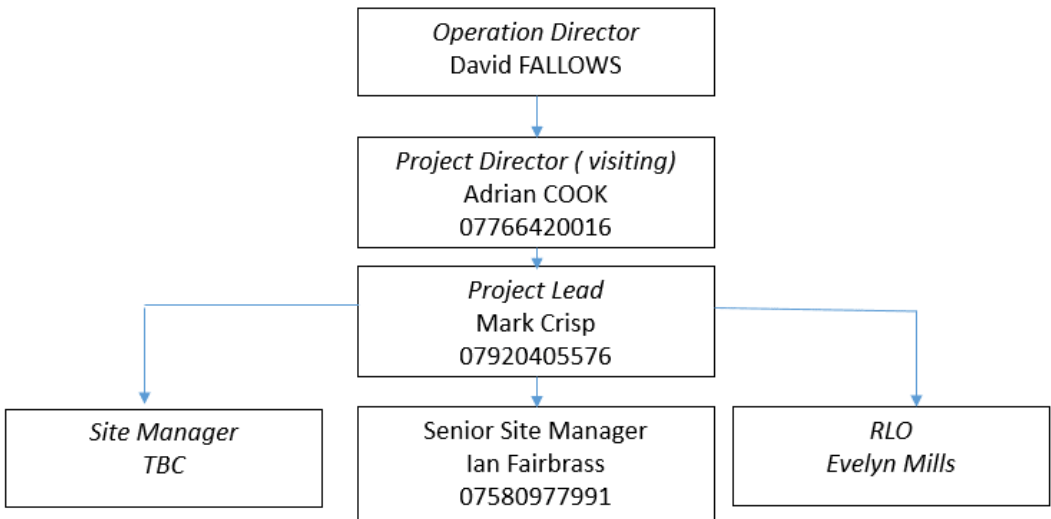 Operation Director
David FALLOWS
Project Director ( visiting)
Adrian COOK
07766420016
Project Lead
Mark Crisp
07920405576
Site Manager
TBC
Senior Site Manager
Ian Fairbrass
07580977991
RLO
Evelyn Mills